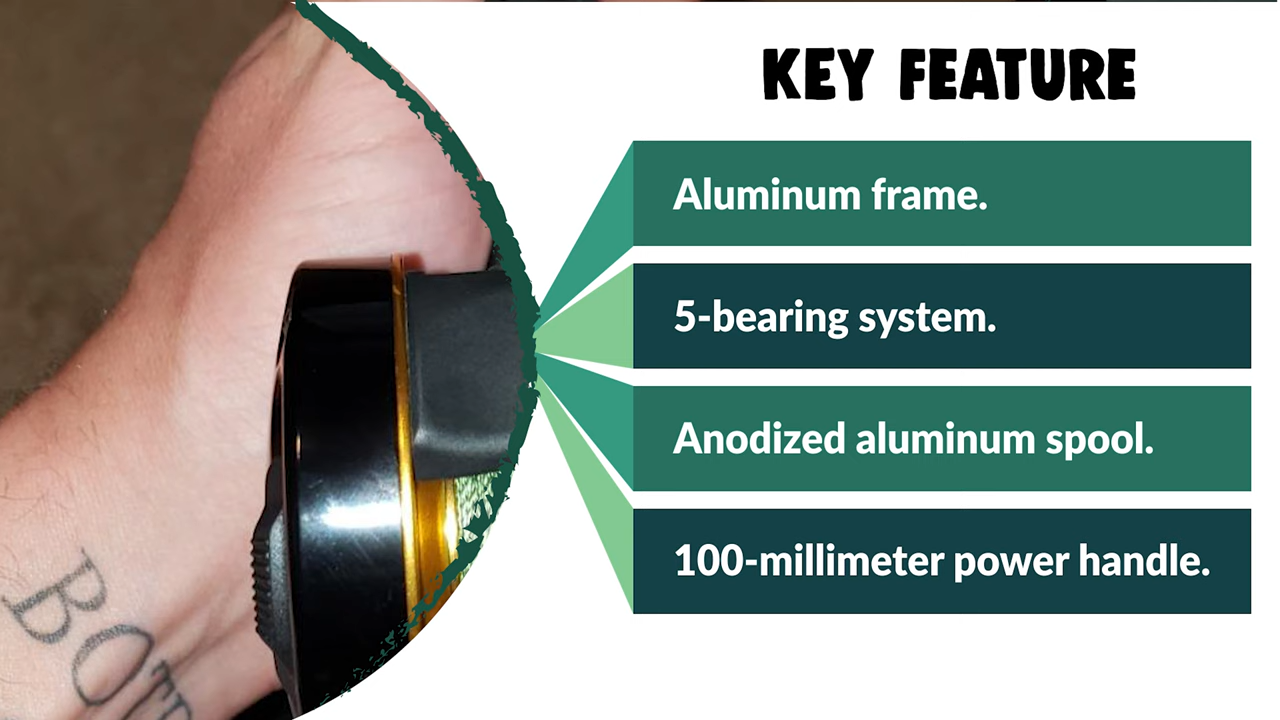 KEY FEATURE
Aluminum frame.
5-bearing system.
Anodized aluminum spool.
100-millimeter power handle.